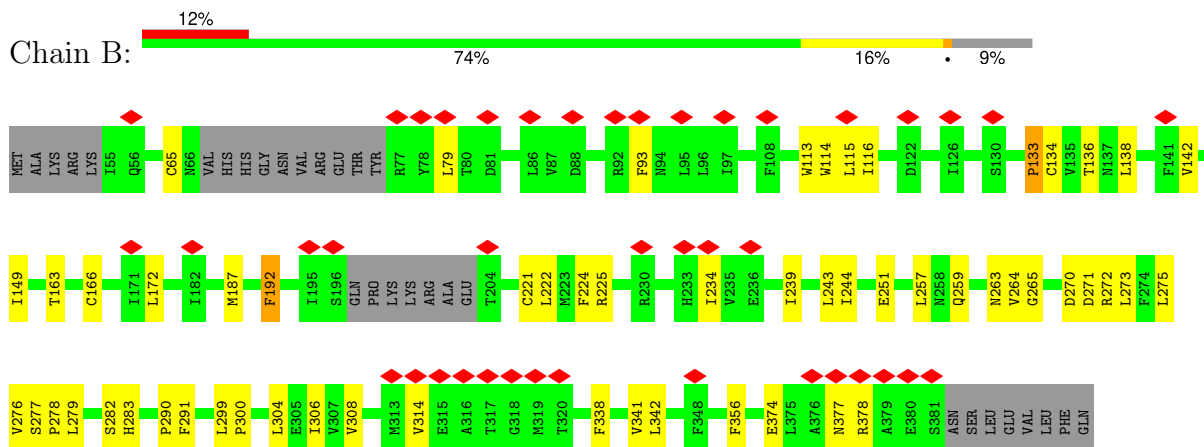 12%
Chain B:
74% 16% • 9%
MET ALA LYS ARG LYS I55 Q56 C65 N66 VAL HIS HIS GLY ASN VAL ARG GLU THR TYR R77 Y78 L79 T80 D81 L86 V87 D88 R92 F93 N94 L95 L96 I97 F108 W113 W114 L115 I116 D122 I126 S130 P133 C134 V135 T136 N137 L138 F141 V142
I149 T163 C166 I171 L172 I182 M187 F192 I195 S196 GLN PRO LYS LYS ARG ALA GLU T204 C221 L222 M223 F224 R225 R230 H233 I234 V235 E236 I239 L243 I244 E251 L257 N258 Q259 N263 V264 G265 D270 D271 R272 L273 F274 L275
V276 S277 P278 L279 S282 H283 P290 F291 L299 P300 L304 E305 I306 V307 V308 M313 V314 E315 A316 T317 G318 M319 T320 F338 V341 L342 F348 F356 E374 L375 A376 N377 R378 A379 E380 S381 ASN SER LEU GLU VAL LEU PHE GLN